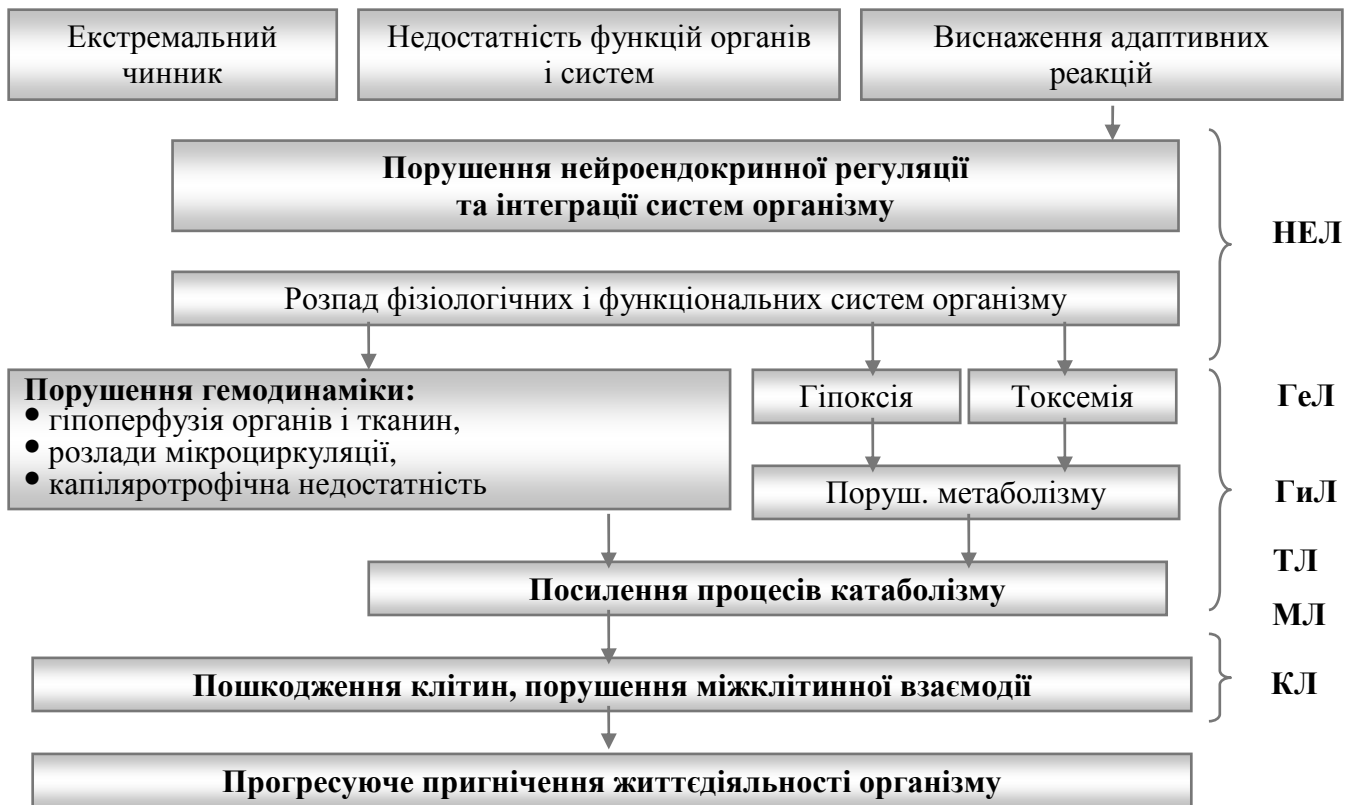 Екстремальний
чинник
Недостатність функцій органів
і систем
Виснаження адаптивних
реакцій
Порушення нейроендокринної регуляції
та інтеграції систем організму
НЕЛ
Розпад фізіологічних і функціональних систем організму
Порушення гемодинаміки:
• гіпоперфузія органів і тканин,
• розлади мікроциркуляції,
• капіляротрофічна недостатність
Гіпоксія
Токсемія
ГеЛ
Поруш. метаболізму
ГиЛ
ТЛ
Посилення процесів катаболізму
МЛ
Пошкодження клітин, порушення міжклітинної взаємодії
КЛ
Прогресуюче пригнічення життєдіяльності організму